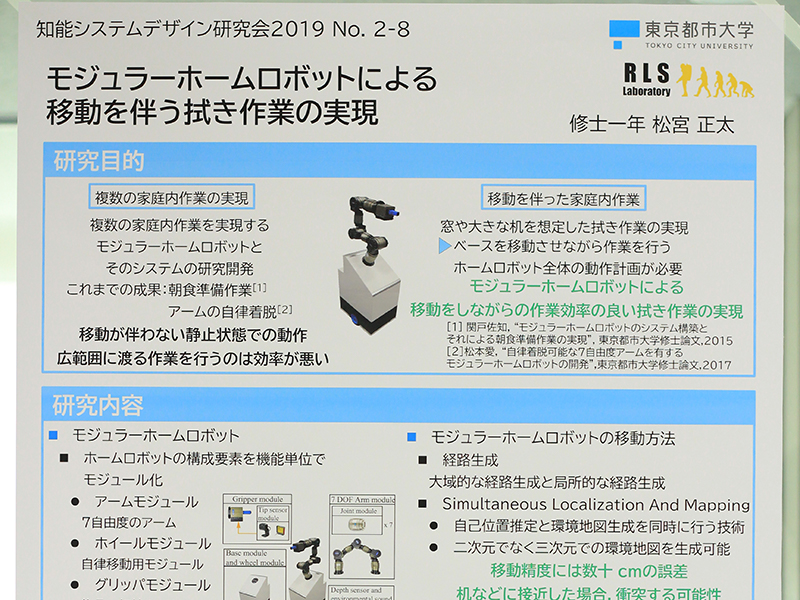 知能システムデザイン研究会2019 No. 2-8
東京都市大学
TOKYO CITY UNIVERSITY
RLS
Laboratory
モジュラーホームロボットによる
移動を伴う拭き作業の実現
修士一年 松宮 正太
研究目的
複数の家庭内作業の実現
複数の家庭内作業を実現する
モジュラーホームロボットと
そのシステムの研究開発
これまでの成果:朝食準備作業[1]
アームの自律着脱[2]
移動が伴わない静止状態での動作
広範囲に渡る作業を行うのは効率が悪い
移動を伴った家庭内作業
窓や大きな机を想定した拭き作業の実現
ベースを移動させながら作業を行う
ホームロボット全体の動作計画が必要
モジュラーホームロボットによる
移動をしながらの作業効率の良い拭き作業の実現
[1] 関戸佐知, "モジュラーホームロボットのシステム構築と
それによる朝食準備作業の実現", 東京都市大学修士論文,2015
[2]松本愛, "自律着脱可能な7自由度アームを有する
モジュラーホームロボットの開発",東京都市大学修士論文,2017
研究内容
■ モジュラーホームロボット
■ ホームロボットの構成要素を機能単位で
モジュール化
● アームモジュール
7自由度のアーム
● ホイールモジュール
自律移動用モジュール
● グリッパモジュール
Gripper module
Tip sensor
module
7 DOF Arm module
Joint module
x 7
Base module
and wheel module
Depth sensor and
environmental sound
■ モジュラーホームロボットの移動方法
■ 経路生成
大域的な経路生成と局所的な経路生成
■ Simultaneous Localization And Mapping
● 自己位置推定と環境地図生成を同時に行う技術
● 二次元でなく三次元での環境地図を生成可能
移動精度には数十 cmの誤差
机などに接近した場合，衝突する可能性